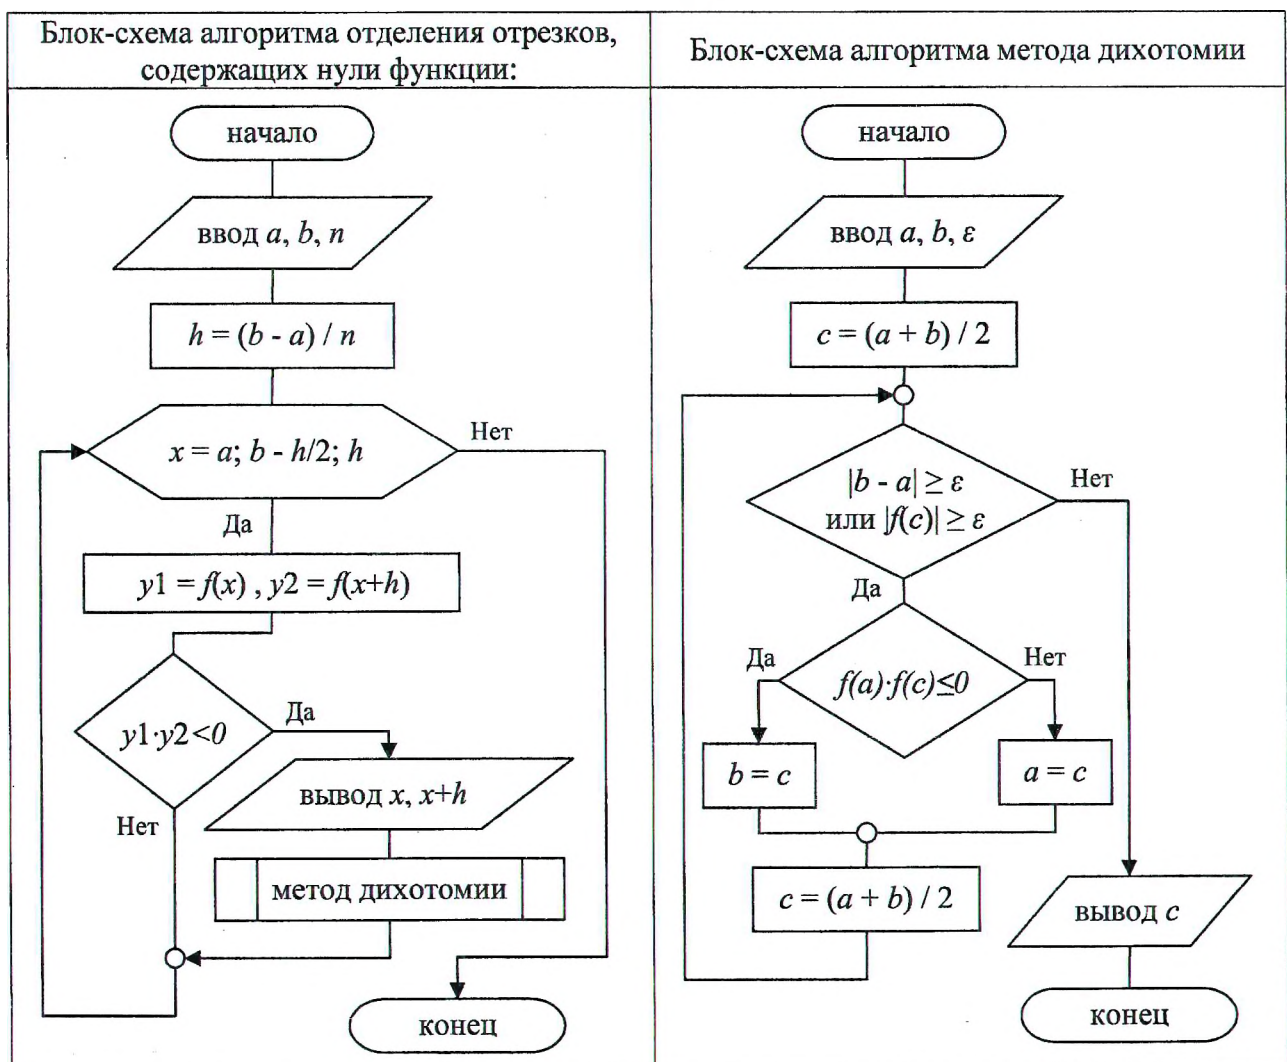 Блок-схема алгоритма отделения отрезков,
содержащих нули функции:
начало
ввод a, b, n
h = (b - a) / n
x = a; b - h/2; h
Нет
Да
y1 = f(x) , y2 = f(x+h)
y1·y2<0
Да
вывод x, x+h
Нет
метод дихотомии
конец
Блок-схема алгоритма метода дихотомии
начало
ввод a, b, ε
c = (a + b) / 2
|b - a| ≥ ε
или |f(c)| ≥ ε
Нет
Да
Да
Нет
f(a)·f(c)≤0
b = c
a = c
c = (a + b) / 2
вывод c
конец